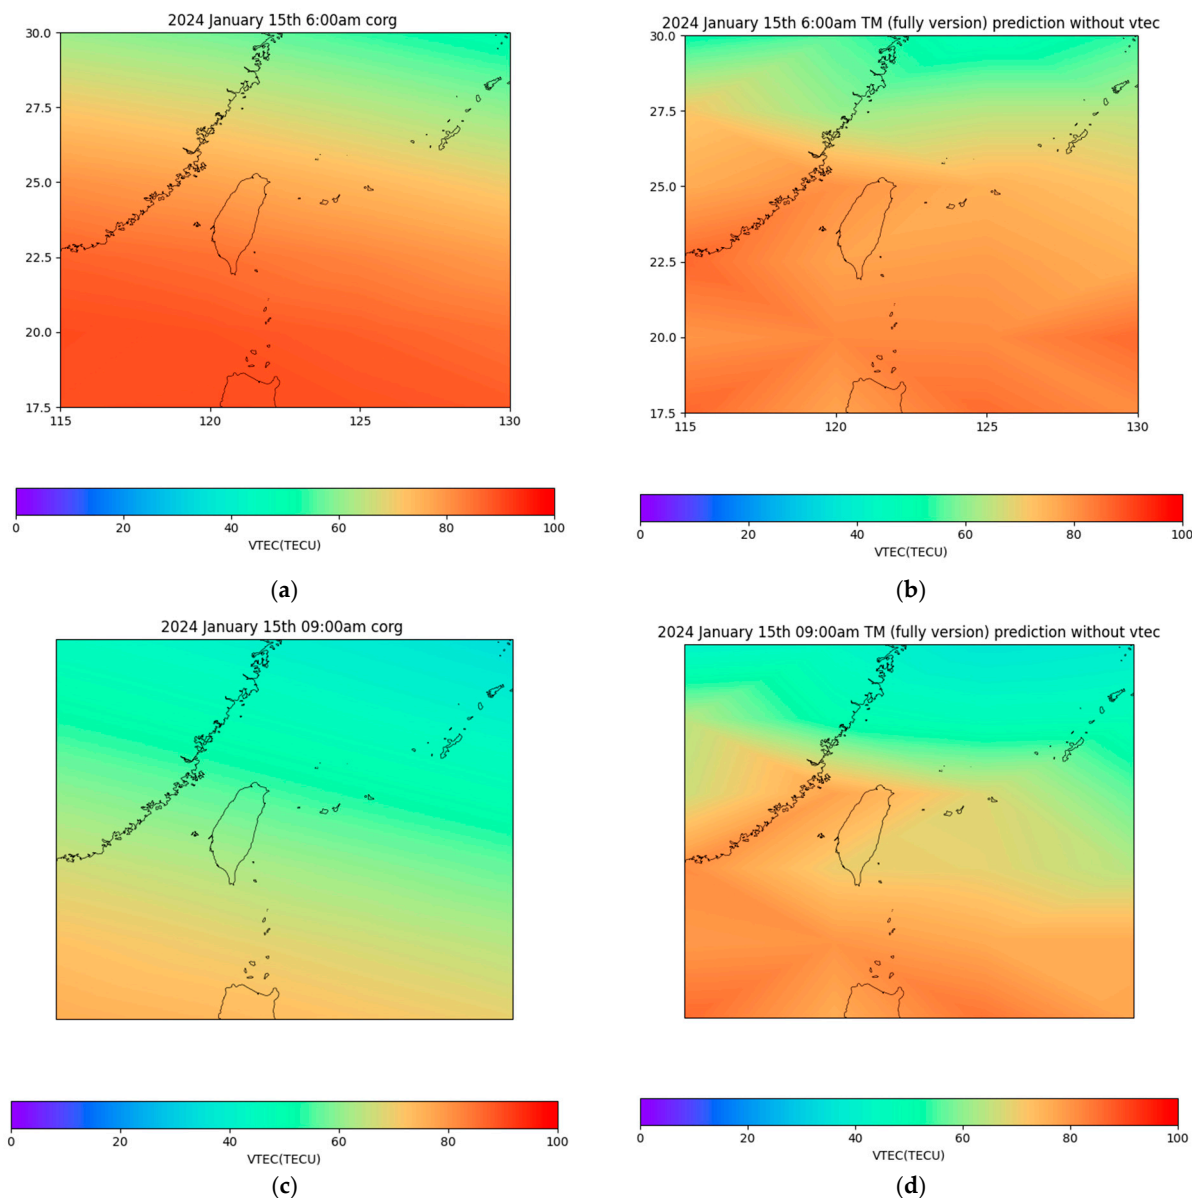 2024 January 15th 6:00am corg
30.0
27.5
25.0
22.5
20.0
17.5
115 120 125 130
0 20 40 60 80 100
VTEC(TECU)
(a)
2024 January 15th 6:00am TM (fully version) prediction without vtec
30.0
27.5
25.0
22.5
20.0
17.5
115 120 125 130
0 20 40 60 80 100
VTEC(TECU)
(b)
2024 January 15th 09:00am corg
0 20 40 60 80 100
VTEC(TECU)
(c)
2024 January 15th 09:00am TM (fully version) prediction without vtec
0 20 40 60 80 100
VTEC(TECU)
(d)